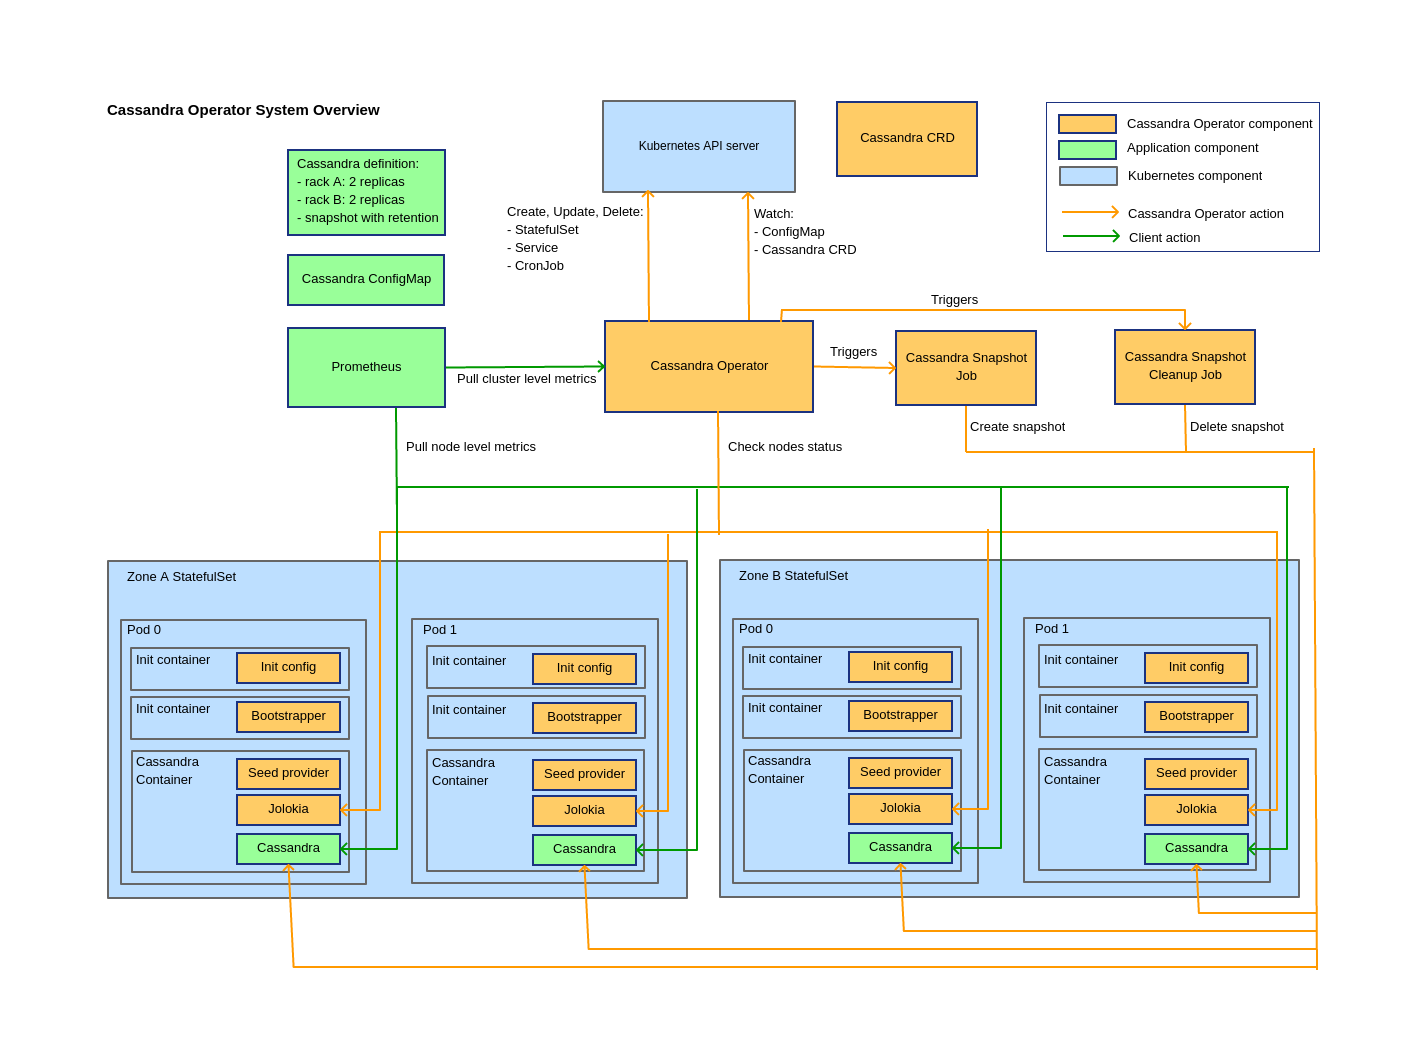 Cassandra Operator System Overview
Cassandra definition:
- rack A: 2 replicas
- rack B: 2 replicas
- snapshot with retention
Cassandra ConfigMap
Prometheus
Kubernetes API server
Cassandra CRD
Cassandra Operator component
Application component
Kubernetes component
Cassandra Operator action
Client action
Create, Update, Delete:
- StatefulSet
- Service
- CronJob
Watch:
- ConfigMap
- Cassandra CRD
Triggers
Pull cluster level metrics
Cassandra Operator
Triggers
Cassandra Snapshot
Job
Cassandra Snapshot
Cleanup Job
Pull node level metrics
Check nodes status
Create snapshot
Delete snapshot
Zone A StatefulSet
Pod 0
Init container
Init config
Init container
Bootstrapper
Cassandra
Container
Seed provider
Jolokia
Cassandra
Pod 1
Init container
Init config
Init container
Bootstrapper
Cassandra
Container
Seed provider
Jolokia
Cassandra
Zone B StatefulSet
Pod 0
Init container
Init config
Init container
Bootstrapper
Cassandra
Container
Seed provider
Jolokia
Cassandra
Pod 1
Init container
Init config
Init container
Bootstrapper
Cassandra
Container
Seed provider
Jolokia
Cassandra